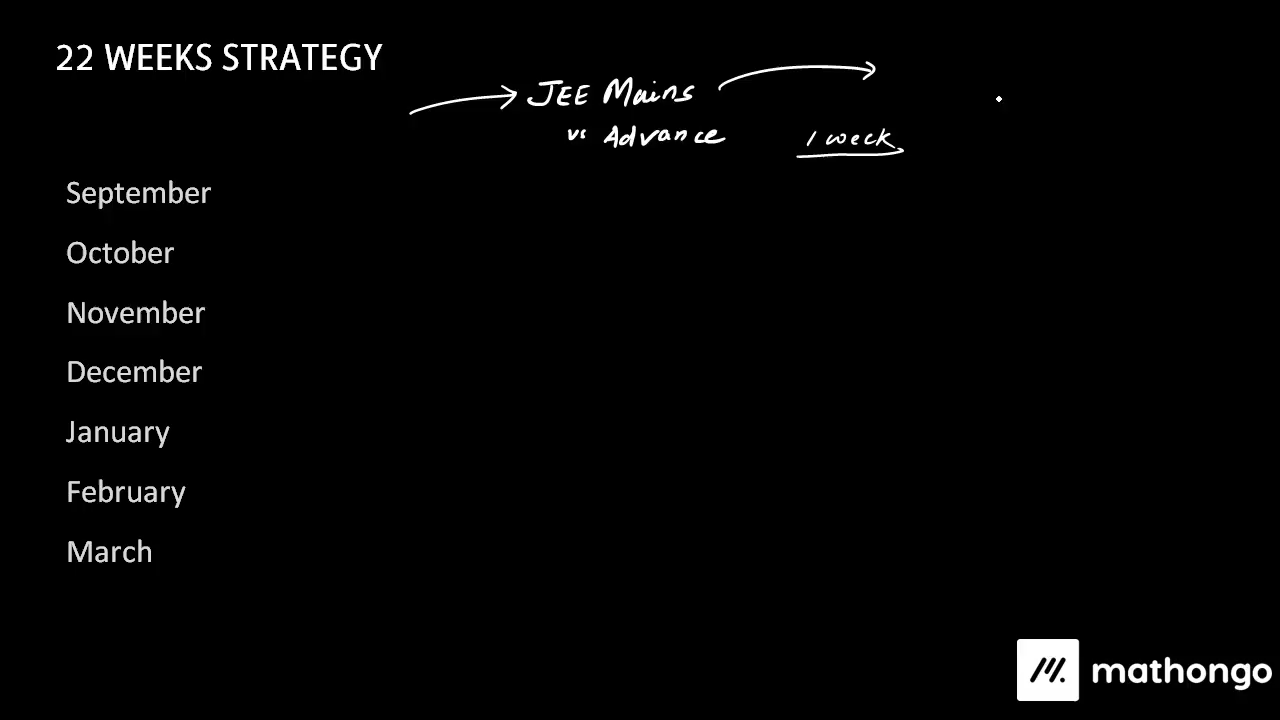 22 WEEKS STRATEGY
JEE Mains
vs Advance
1 week
September
October
November
December
January
February
March
mathongo